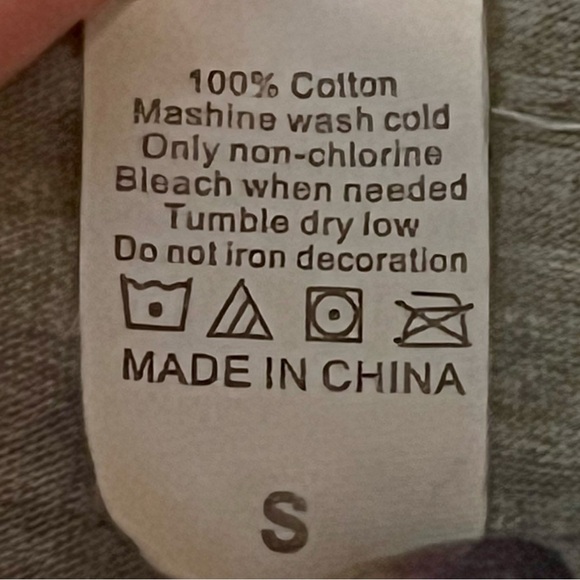 100% Cotton
Mashine wash cold
Only non-chlorine
Bleach when needed
Tumble dry low
Do not iron decoration
MADE IN CHINA
S